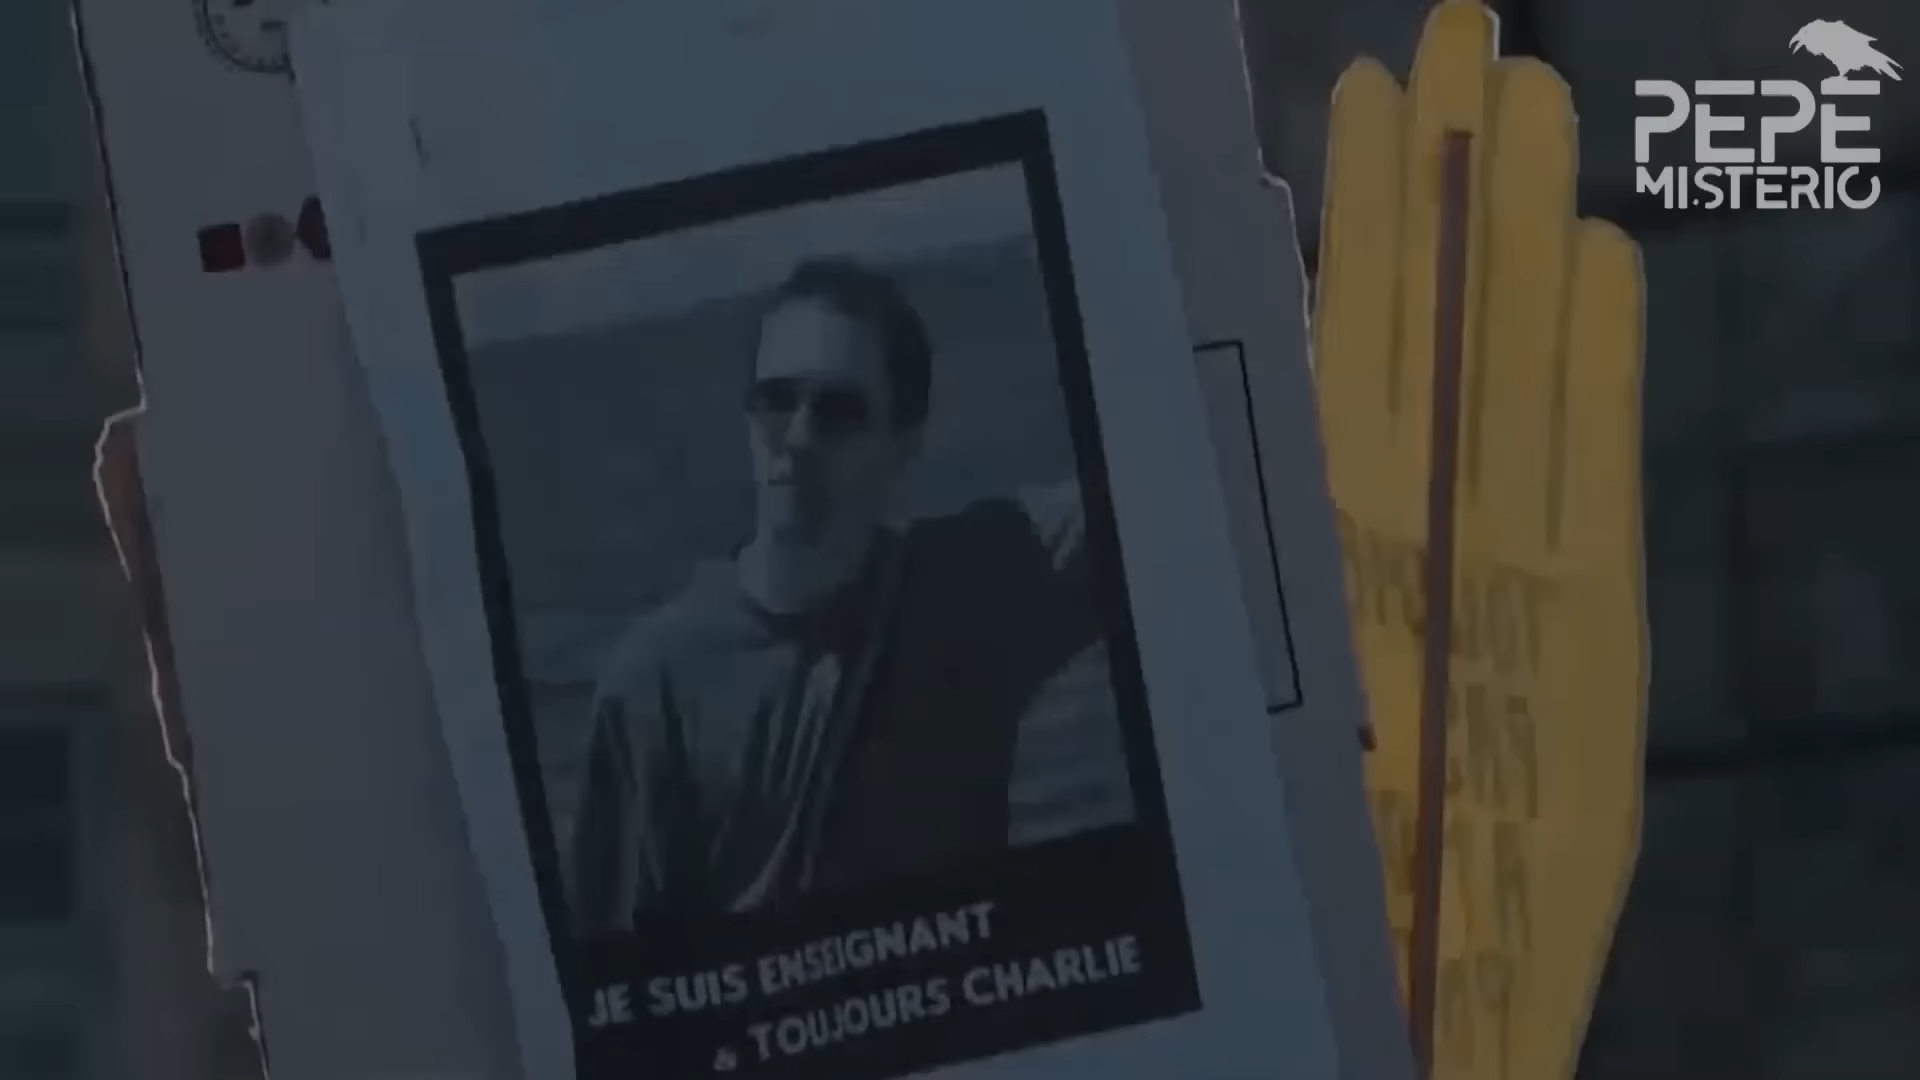 PEPE
MISTERIO
JE SUIS ENSEIGNANT
& TOUJOURS CHARLIE